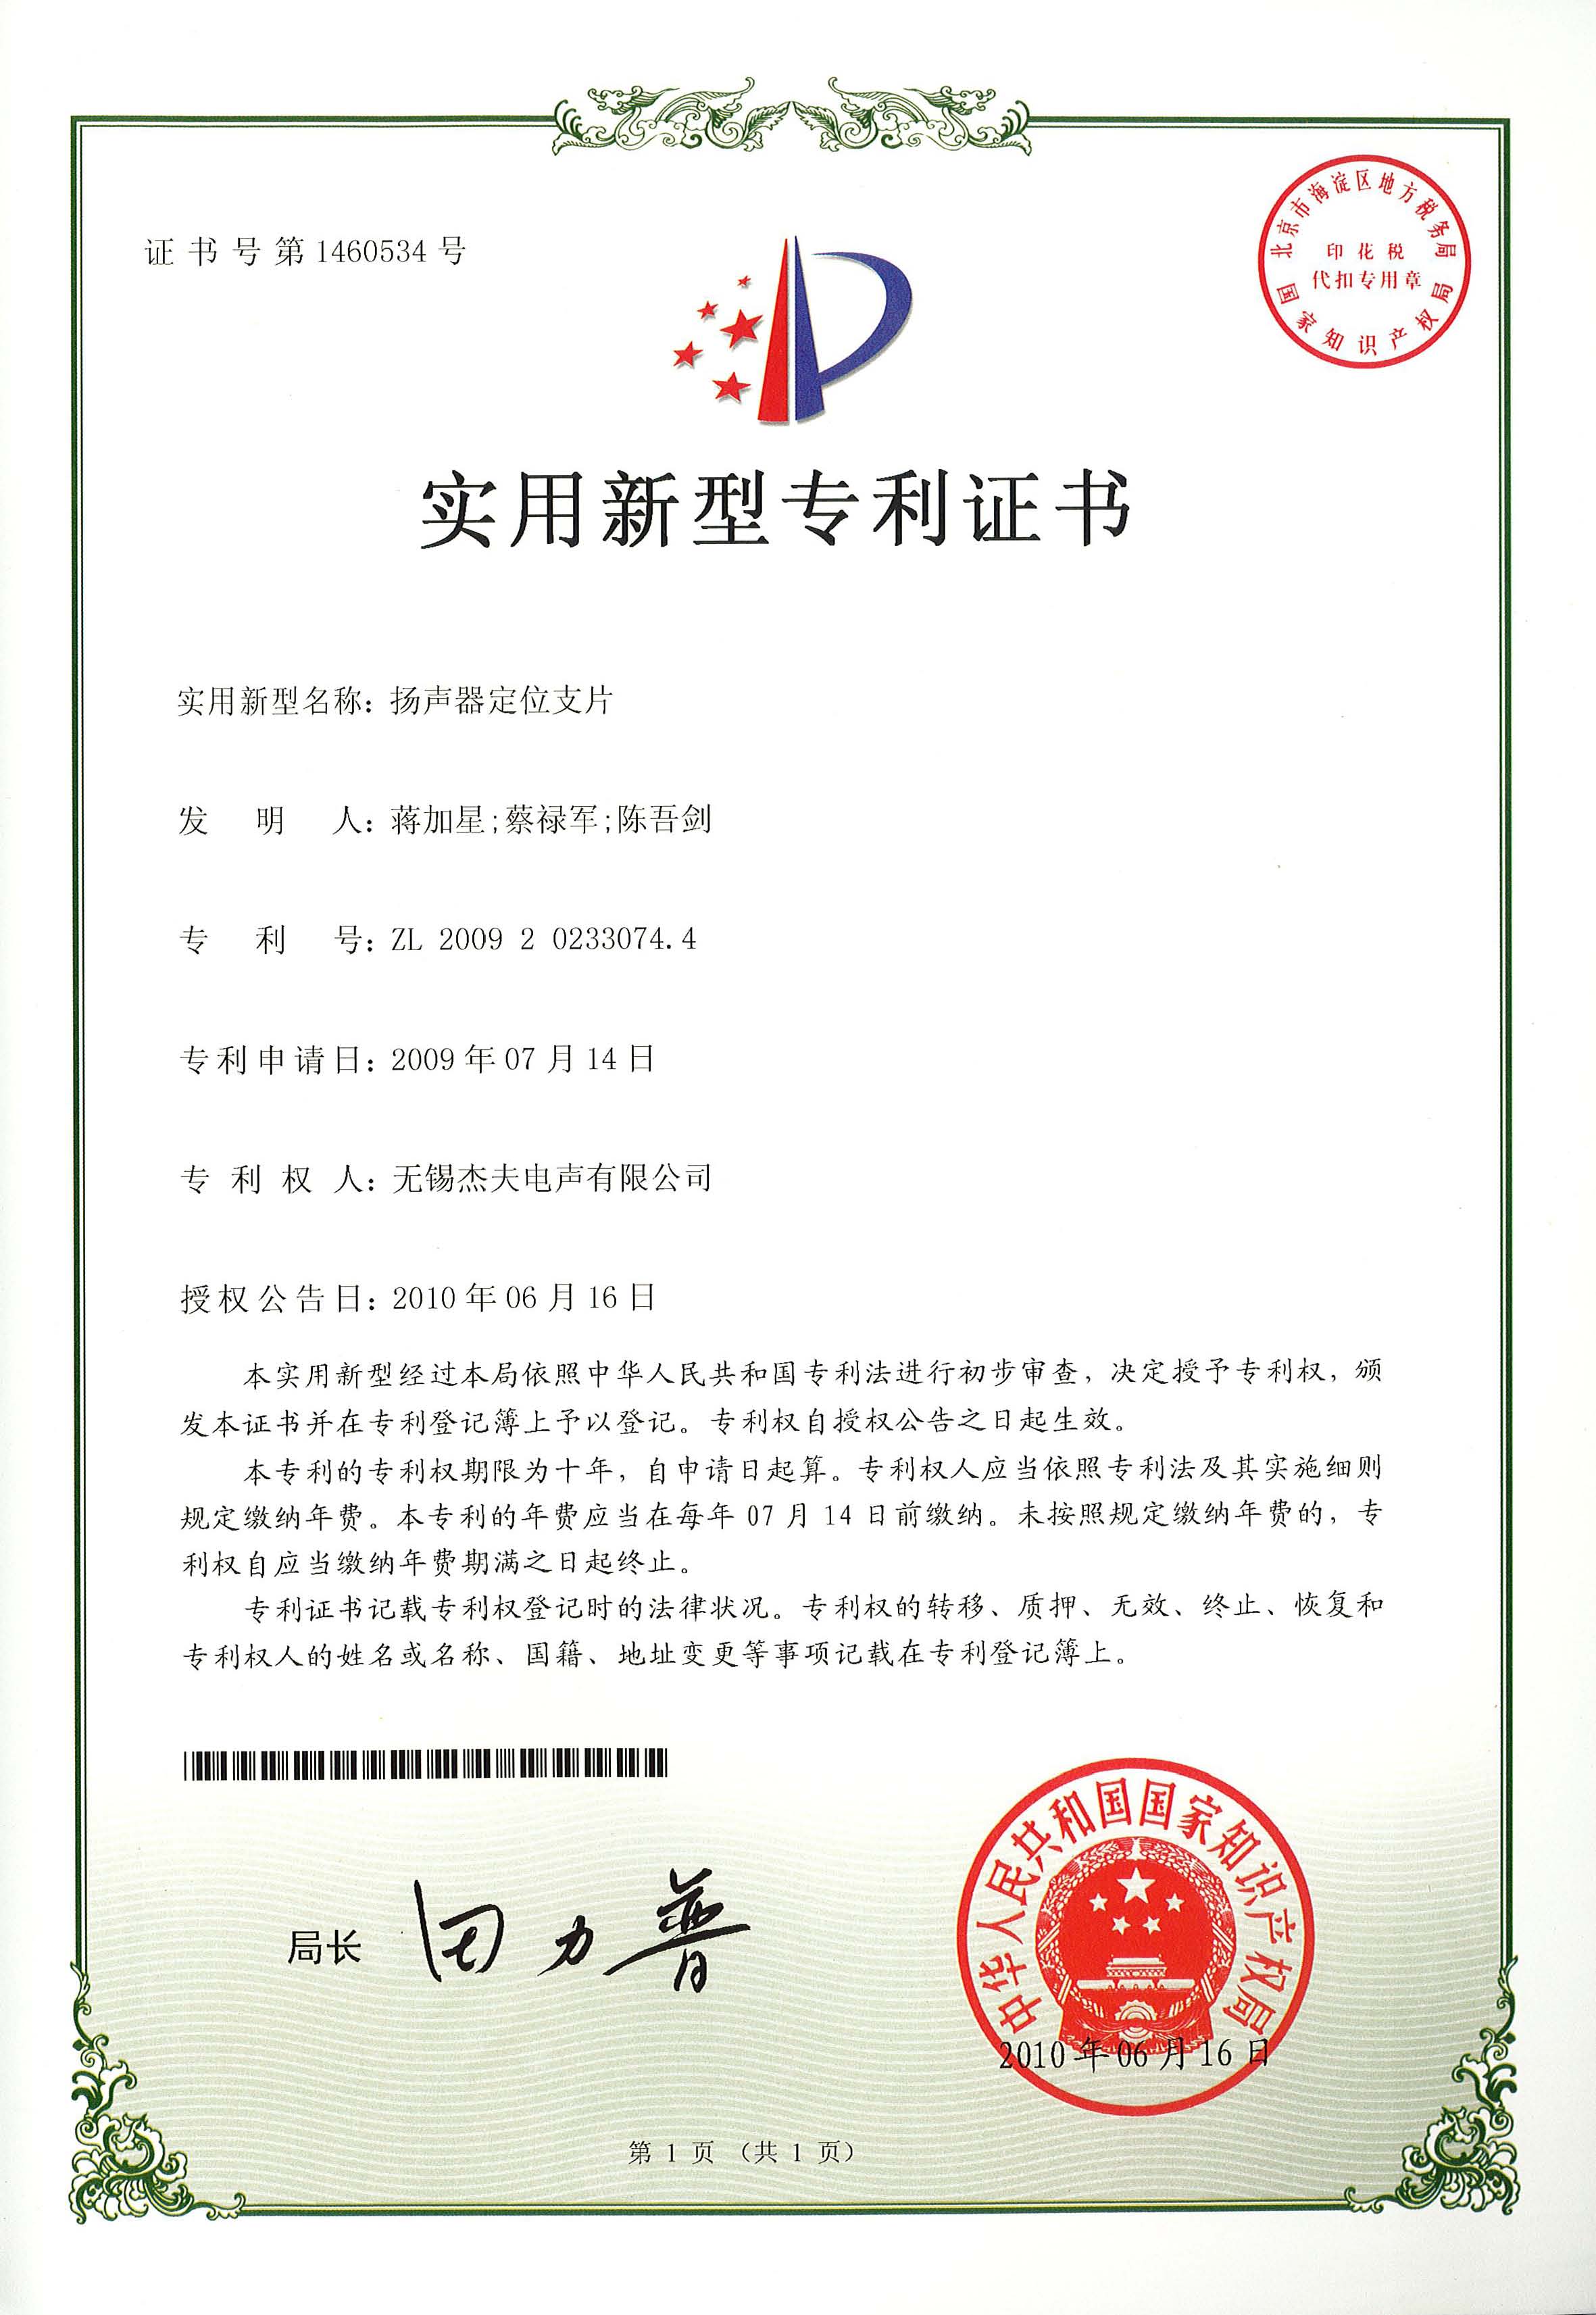 证书号第1460534号
北京市海淀区地方税务局
印花税
代扣专用章
国家知识产权局
实用新型专利证书
实用新型名称：扬声器定位支片
发明人：蒋加星;蔡禄军;陈吾剑
专利号：ZL 2009 2 0233074.4
专利申请日：2009年07月14日
专利权人：无锡杰夫电声有限公司
授权公告日：2010年06月16日
本实用新型经过本局依照中华人民共和国专利法进行初步审查，决定授予专利权，颁
发本证书并在专利登记簿上予以登记。专利权自授权公告之日起生效。
本专利的专利权期限为十年，自申请日起算。专利权人应当依照专利法及其实施细则
规定缴纳年费。本专利的年费应当在每年07月14日前缴纳。未按照规定缴纳年费的，专
利权自应当缴纳年费期满之日起终止。
专利证书记载专利权登记时的法律状况。专利权的转移、质押、无效、终止、恢复和
专利权人的姓名或名称、国籍、地址变更等事项记载在专利登记簿上。
局长 田力普
中华人民共和国国家知识产权局
2010年06月16日
第1页（共1页）